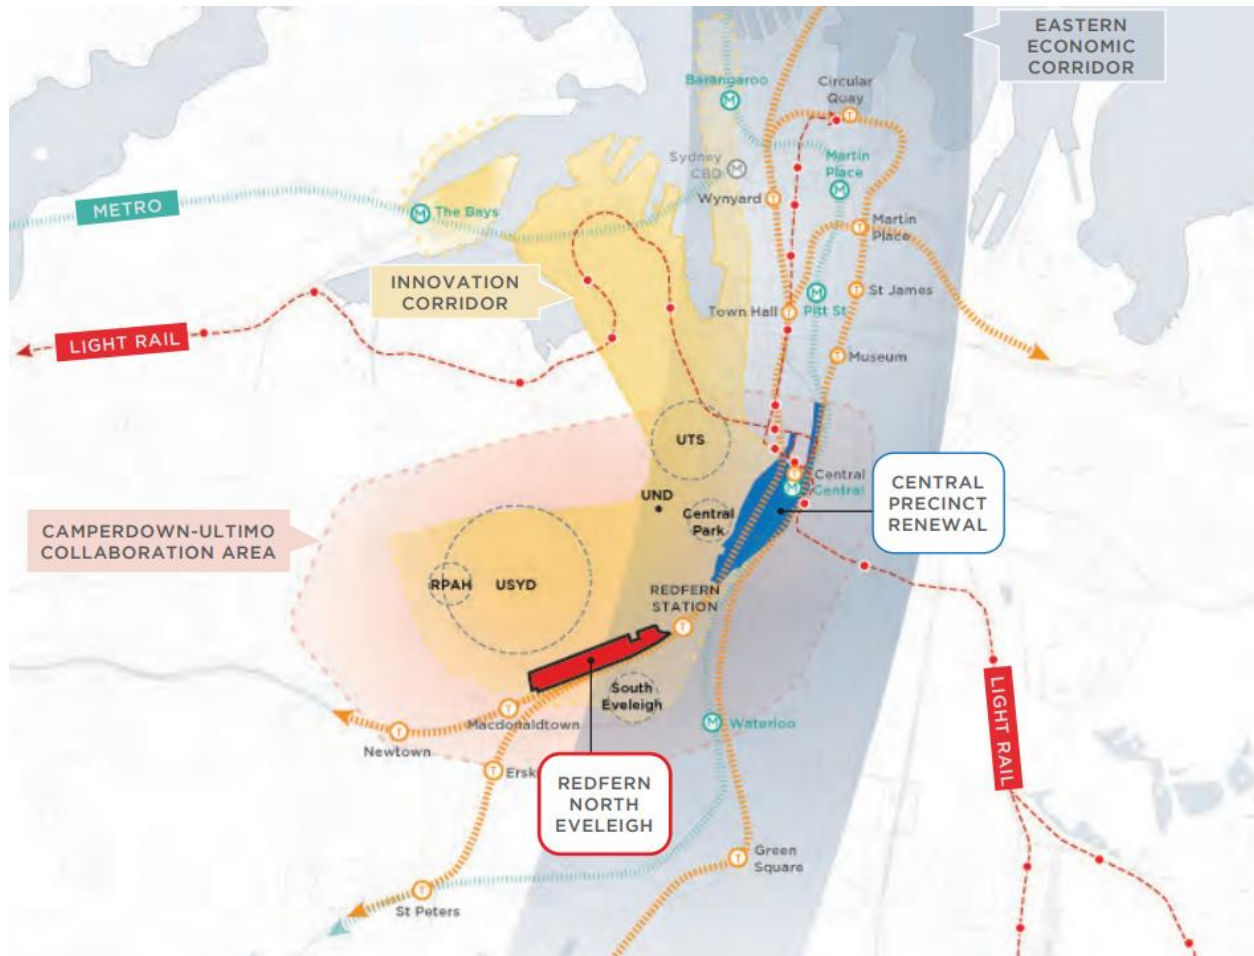 EASTERN
ECONOMIC
CORRIDOR
Barangaroo
M
Circular
Quay
T
Sydney
CBD
M
Martin
Place
M
METRO
M
The Bays
Wynyard
T
T
Martin
Place
INNOVATION
CORRIDOR
LIGHT RAIL
Town Hall
T
M
Pitt St
T
St James
T
Museum
UTS
UND
Central
Park
T
Central
M
Central
CENTRAL
PRECINCT
RENEWAL
CAMPERDOWN-ULTIMO
COLLABORATION AREA
RPAH
USYD
REDFERN
STATION
T
South
Eveleigh
T
Macdonaldtown
T
Newtown
M
Waterloo
LIGHT RAIL
T
Ersk
REDFERN
NORTH
EVELEIGH
T
Green
Square
T
St Peters